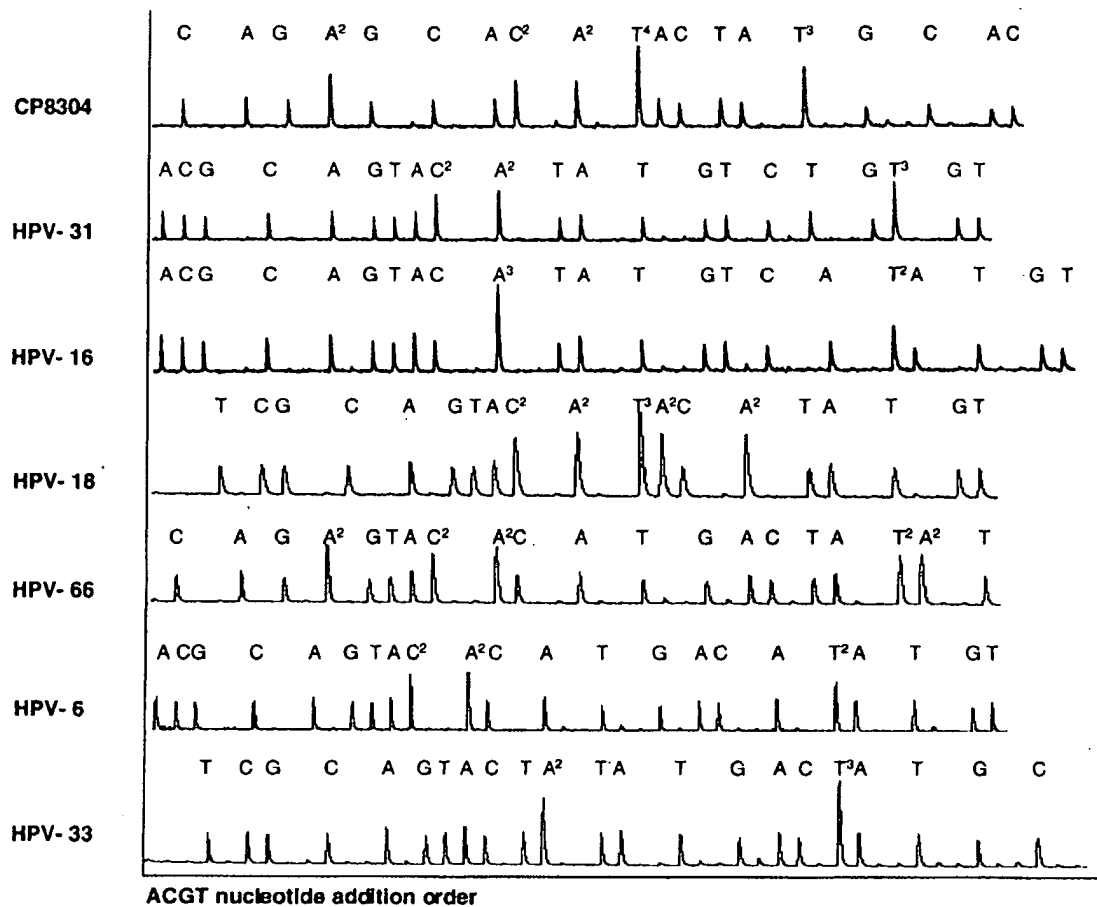 C A G A² G C A C² A² T⁴ A C T A T³ G C A C
CP8304
A C G C A G T A C² A² T A T G T C T G T³ G T
HPV-31
A C G C A G T A C A³ T A T G T C A T² A T G T
HPV-16
T C G C A G T A C² A² T³ A² C A² T A T G T
HPV-18
C A G A² G T A C² A² C A T G A C T A T² A² T
HPV-66
A C G C A G T A C² A² C A T G A C A T² A T G T
HPV-6
T C G C A G T A C T A² T A T G A C T³ A T G C
HPV-33
ACGT nucleotide addition order